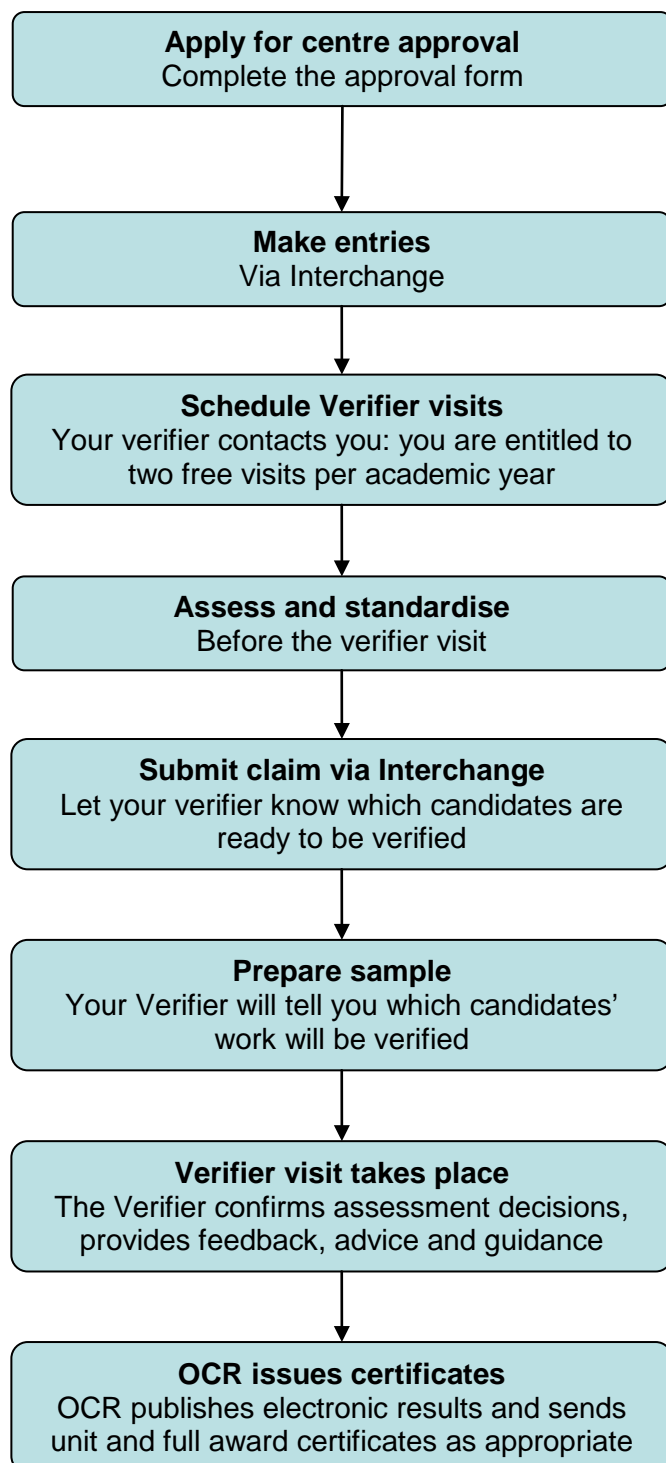 Apply for centre approval
Complete the approval form
Make entries
Via Interchange
Schedule Verifier visits
Your verifier contacts you: you are entitled to
two free visits per academic year
Assess and standardise
Before the verifier visit
Submit claim via Interchange
Let your verifier know which candidates are
ready to be verified
Prepare sample
Your Verifier will tell you which candidates’
work will be verified
Verifier visit takes place
The Verifier confirms assessment decisions,
provides feedback, advice and guidance
OCR issues certificates
OCR publishes electronic results and sends
unit and full award certificates as appropriate